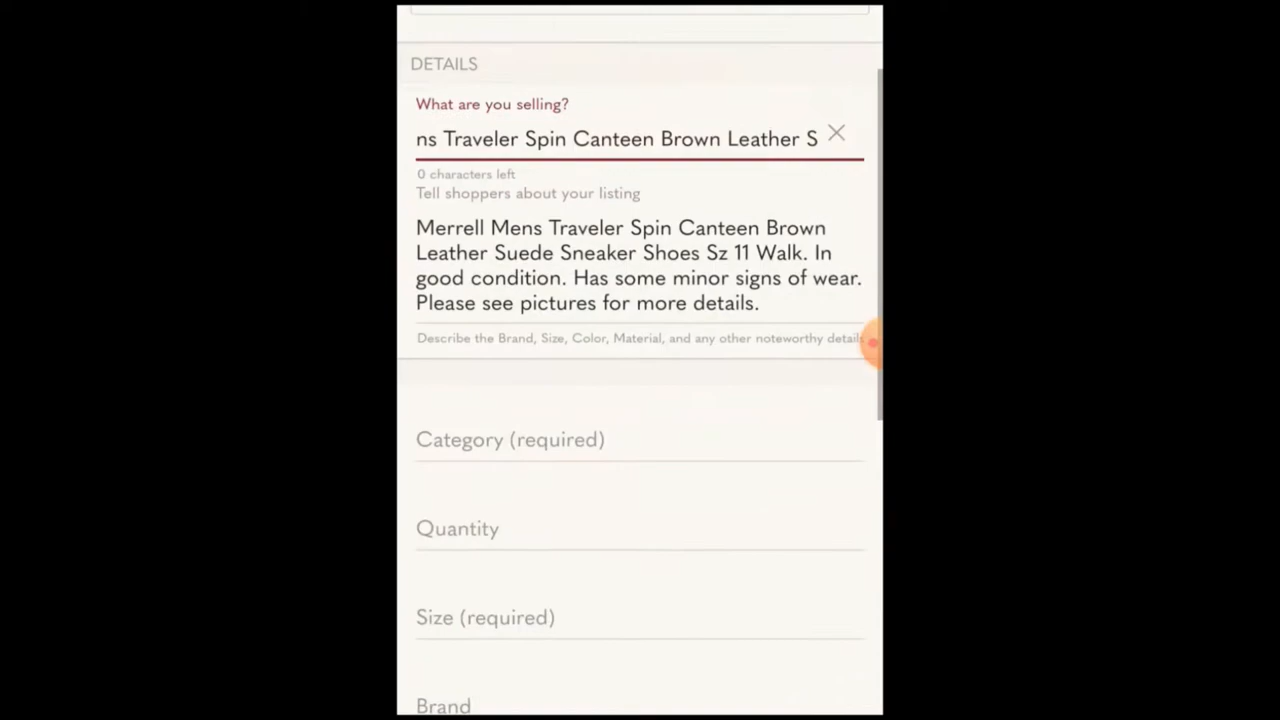 DETAILS
What are you selling?
ns Traveler Spin Canteen Brown Leather S
0 characters left
Tell shoppers about your listing
Merrell Mens Traveler Spin Canteen Brown
Leather Suede Sneaker Shoes Sz 11 Walk. In
good condition. Has some minor signs of wear.
Please see pictures for more details.
Describe the Brand, Size, Color, Material, and any other noteworthy details
Category (required)
Quantity
Size (required)
Brand